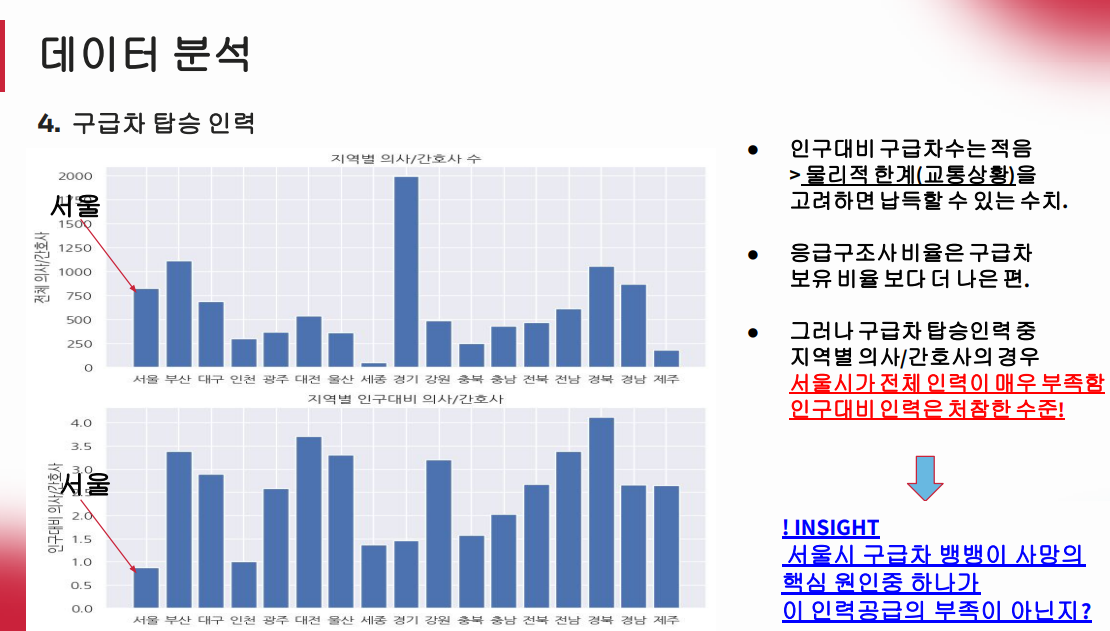 데이터 분석
4. 구급차 탑승 인력
지역별 의사/간호사 수
전체 의사/간호사
2000
서울
1500
1250
1000
750
500
250
0
서울 부산 대구 인천 광주 대전 울산 세종 경기 강원 충북 충남 전북 전남 경북 경남 제주
지역별 인구대비 의사/간호사
인구대비 의사/간호사
4.0
3.5
3.0
서울
2.0
1.5
1.0
0.5
0.0
서울 부산 대구 인천 광주 대전 울산 세종 경기 강원 충북 충남 전북 전남 경북 경남 제주
● 인구대비 구급차수는 적음
> 물리적 한계(교통상황)을
고려하면 납득할 수 있는 수치.
● 응급구조사 비율은 구급차
보유 비율 보다 더 나은 편.
● 그러나 구급차 탑승인력 중
지역별 의사/간호사의 경우
서울시가 전체 인력이 매우 부족함
인구대비 인력은 처참한 수준!
! INSIGHT
서울시 구급차 뺑뺑이 사망의
핵심 원인중 하나가
이 인력공급의 부족이 아닌지?